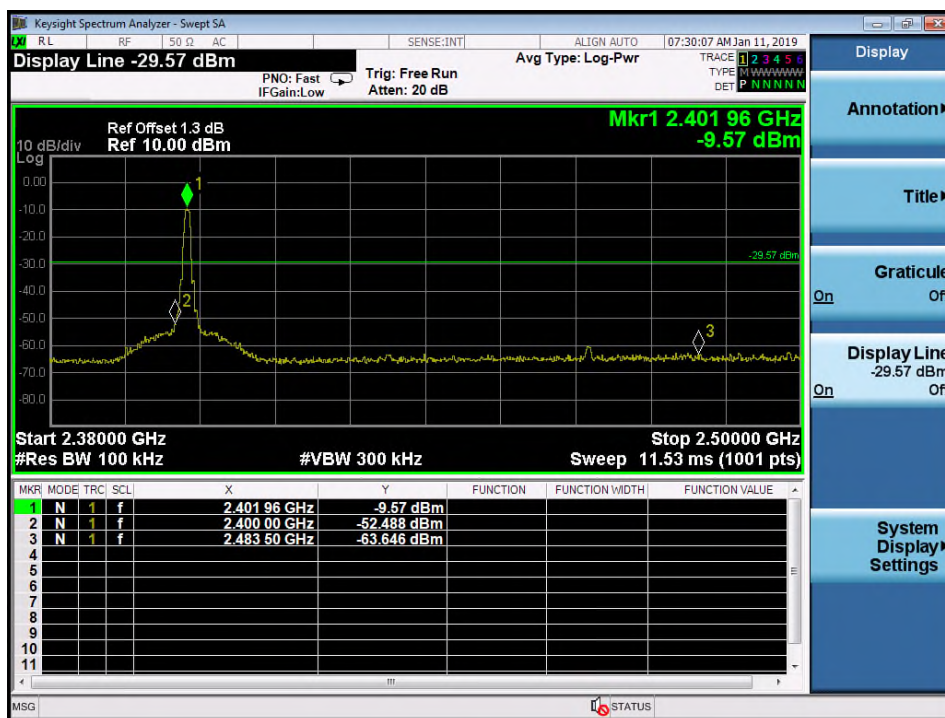 Keysight Spectrum Analyzer - Swept SA
LXI RL RF 50 Ω AC SENSE:INT ALIGN AUTO 07:30:07 AM Jan 11, 2019
Display Line -29.57 dBm
PNO: Fast
IFGain:Low
Trig: Free Run
Atten: 20 dB
Avg Type: Log-Pwr
TRACE 1 2 3 4 5 6
TYPE M WWWWW
DET P N N N N N
Ref Offset 1.3 dB
Ref 10.00 dBm
10 dB/div
Log
Mkr1 2.401 96 GHz
-9.57 dBm
0.00
-10.0
-20.0
-30.0
-40.0
-50.0
-60.0
-70.0
-80.0
1
2
3
-29.57 dBm
Start 2.38000 GHz Stop 2.50000 GHz
#Res BW 100 kHz #VBW 300 kHz Sweep 11.53 ms (1001 pts)
MKR MODE TRC SCL X Y FUNCTION FUNCTION WIDTH FUNCTION VALUE
1 N 1 f 2.401 96 GHz -9.57 dBm
2 N 1 f 2.400 00 GHz -52.488 dBm
3 N 1 f 2.483 50 GHz -63.646 dBm
4
5
6
7
8
9
10
11
MSG STATUS
Display
Annotation
Title
Graticule
On Of
Display Line
-29.57 dBm
On Of
System
Display
Settings